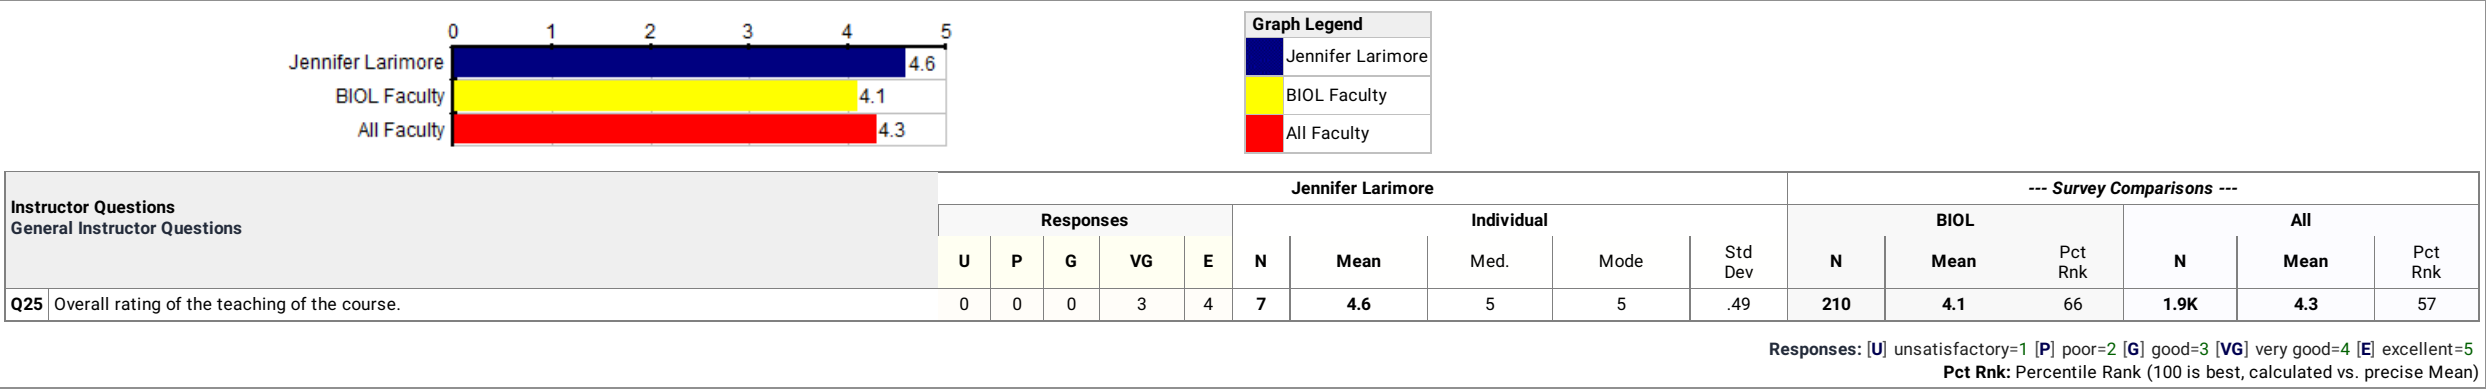 0 1 2 3 4 5
Jennifer Larimore 4.6
BIOL Faculty 4.1
All Faculty 4.3
Graph Legend
Jennifer Larimore
BIOL Faculty
All Faculty
Instructor Questions
General Instructor Questions
Jennifer Larimore --- Survey Comparisons ---
Responses Individual BIOL All
U P G VG E N Mean Med. Mode Std Dev N Mean Pct Rnk N Mean Pct Rnk
Q25 Overall rating of the teaching of the course. 0 0 0 3 4 7 4.6 5 5 .49 210 4.1 66 1.9K 4.3 57
Responses: [U] unsatisfactory=1 [P] poor=2 [G] good=3 [VG] very good=4 [E] excellent=5
Pct Rnk: Percentile Rank (100 is best, calculated vs. precise Mean)